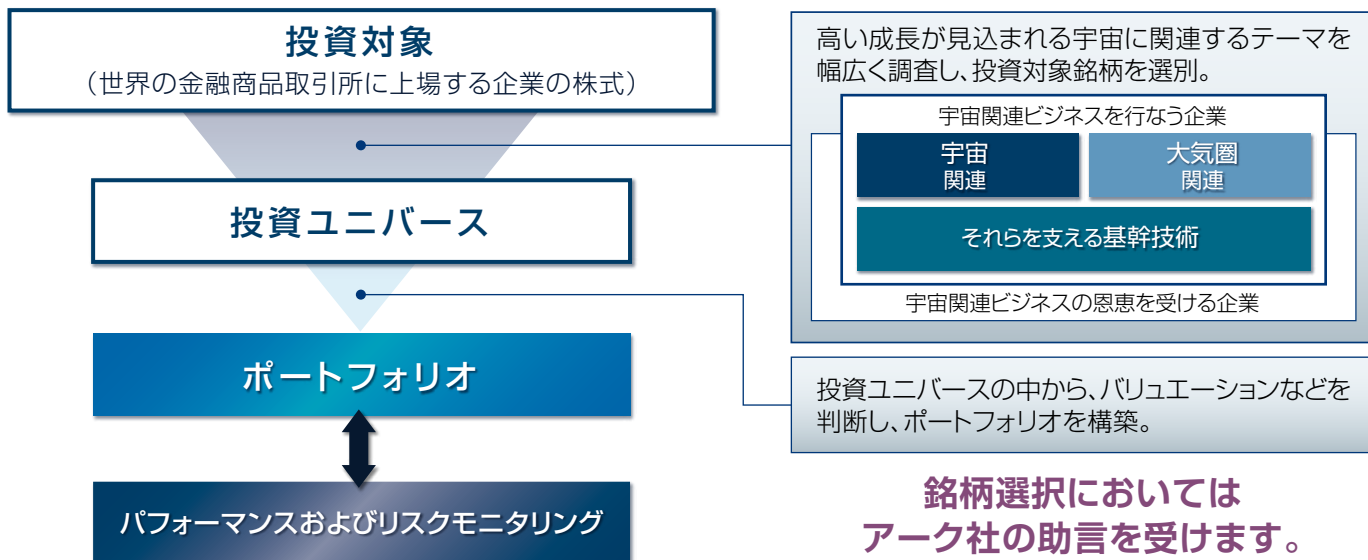 投資対象
（世界の金融商品取引所に上場する企業の株式）
投資ユニバース
ポートフォリオ
パフォーマンスおよびリスクモニタリング
高い成長が見込まれる宇宙に関連するテーマを
幅広く調査し、投資対象銘柄を選別。
宇宙関連ビジネスを行なう企業
宇宙
関連
大気圏
関連
それらを支える基幹技術
宇宙関連ビジネスの恩恵を受ける企業
投資ユニバースの中から、バリュエーションなどを
判断し、ポートフォリオを構築。
銘柄選択においては
アーク社の助言を受けます。